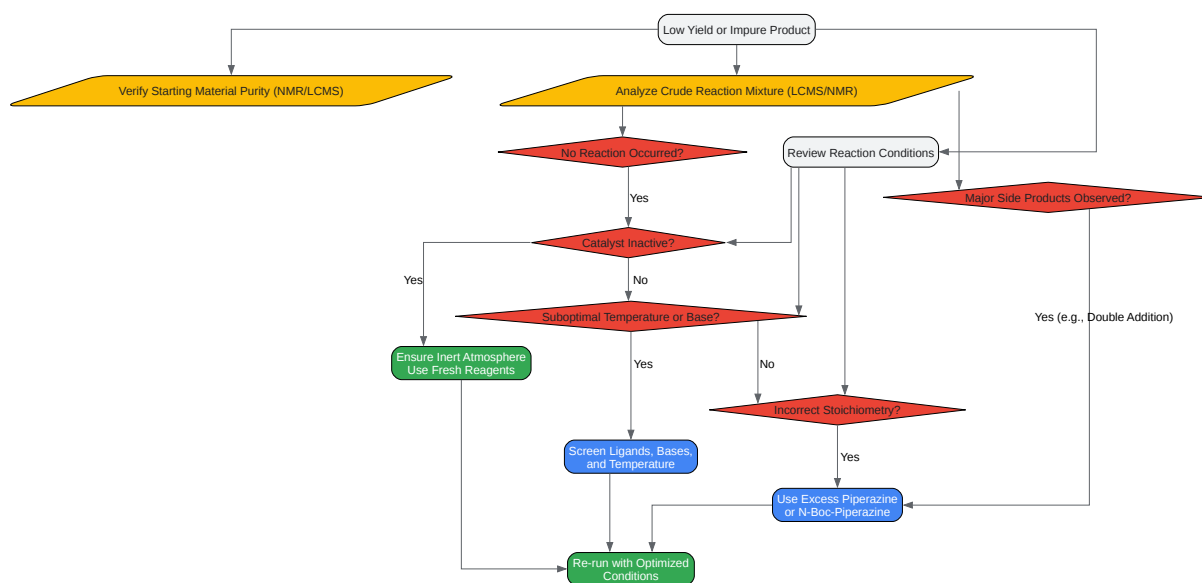 Low Yield or Impure Product
Verify Starting Material Purity (NMR/LCMS)
Analyze Crude Reaction Mixture (LCMS/NMR)
No Reaction Occurred?
Review Reaction Conditions
Yes
Major Side Products Observed?
Catalyst Inactive?
Yes
No
Suboptimal Temperature or Base?
Yes (e.g., Double Addition)
Ensure Inert Atmosphere
Use Fresh Reagents
Yes
No
Incorrect Stoichiometry?
Screen Ligands, Bases,
and Temperature
Yes
Use Excess Piperazine
or N-Boc-Piperazine
Re-run with Optimized
Conditions